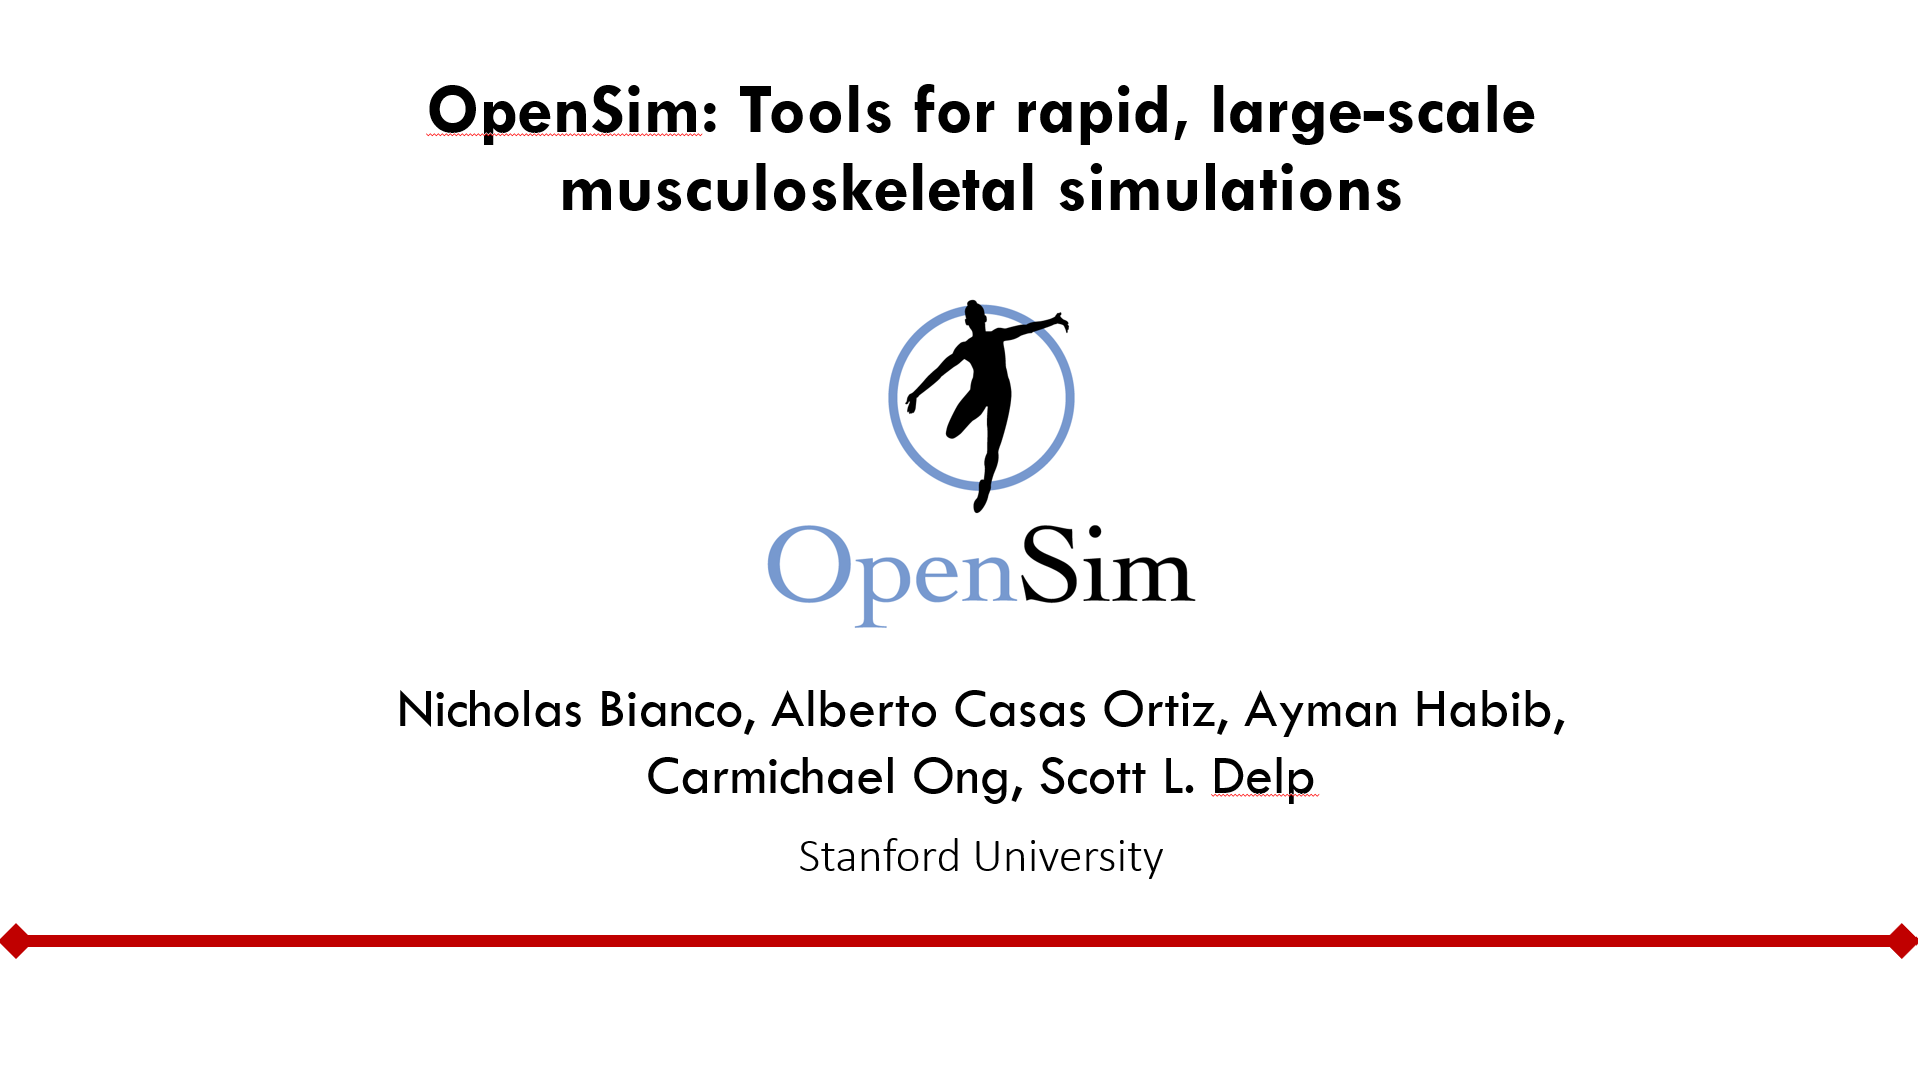 OpenSim: Tools for rapid, large-scale
musculoskeletal simulations
OpenSim
Nicholas Bianco, Alberto Casas Ortiz, Ayman Habib,
Carmichael Ong, Scott L. Delp
Stanford University